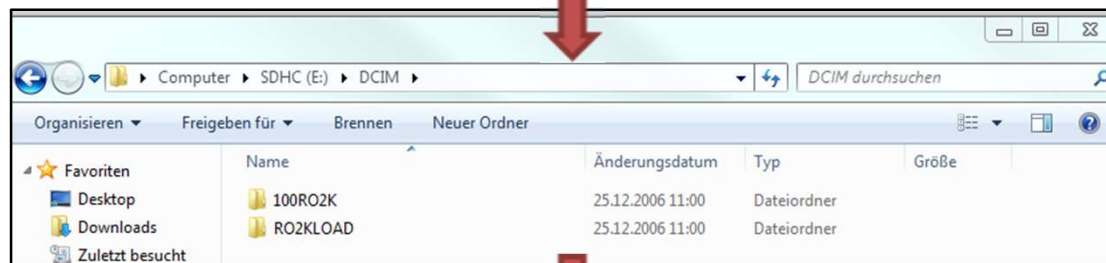 Computer SDHC (E:) DCIM DCIM durchsuchen
Organisieren Freigeben für Brennen Neuer Ordner
Favoriten Name Änderungsdatum Typ Größe
Desktop 100RO2K 25.12.2006 11:00 Dateiordner
Downloads RO2KLOAD 25.12.2006 11:00 Dateiordner
Zuletzt besucht